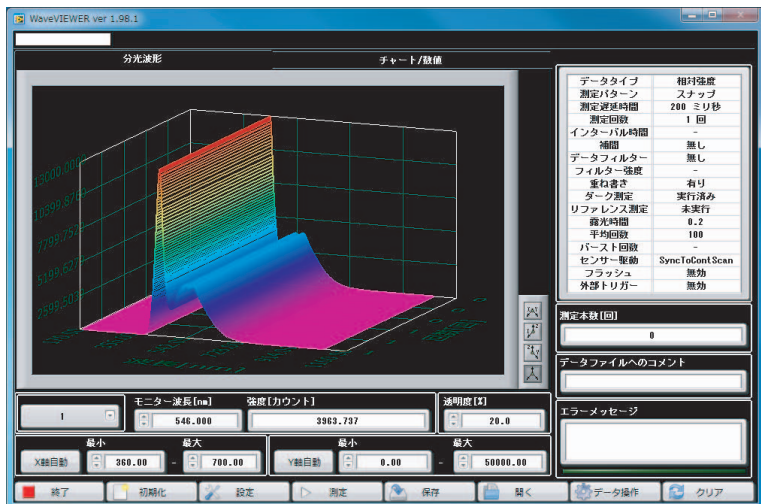 WaveVIEWER ver 1.98.1
分光波形
チャート/数値
13000.000
10399.876
7799.752
5199.627
2599.503
データタイプ 相対強度
測定パターン スナップ
測定遅延時間 200 ミリ秒
測定回数 1 回
インターバル時間 -
補間 無し
データフィルター 無し
フィルター強度 -
重ね書き 有り
ダーク測定 実行済み
リファレンス測定 未実行
露光時間 0.2
平均回数 100
バースト回数 -
センサー駆動 SyncToContScan
フラッシュ 無効
外部トリガー 無効
測定本数[回]
0
データファイルへのコメント
エラーメッセージ
モニター波長[nm] 強度[カウント] 透明度[%]
1 546.000 3963.737 20.0
最小 最大 最小 最大
X軸自動 360.00 - 700.00 Y軸自動 0.00 - 50000.00
終了 初期化 設定 測定 保存 開く データ操作 クリア